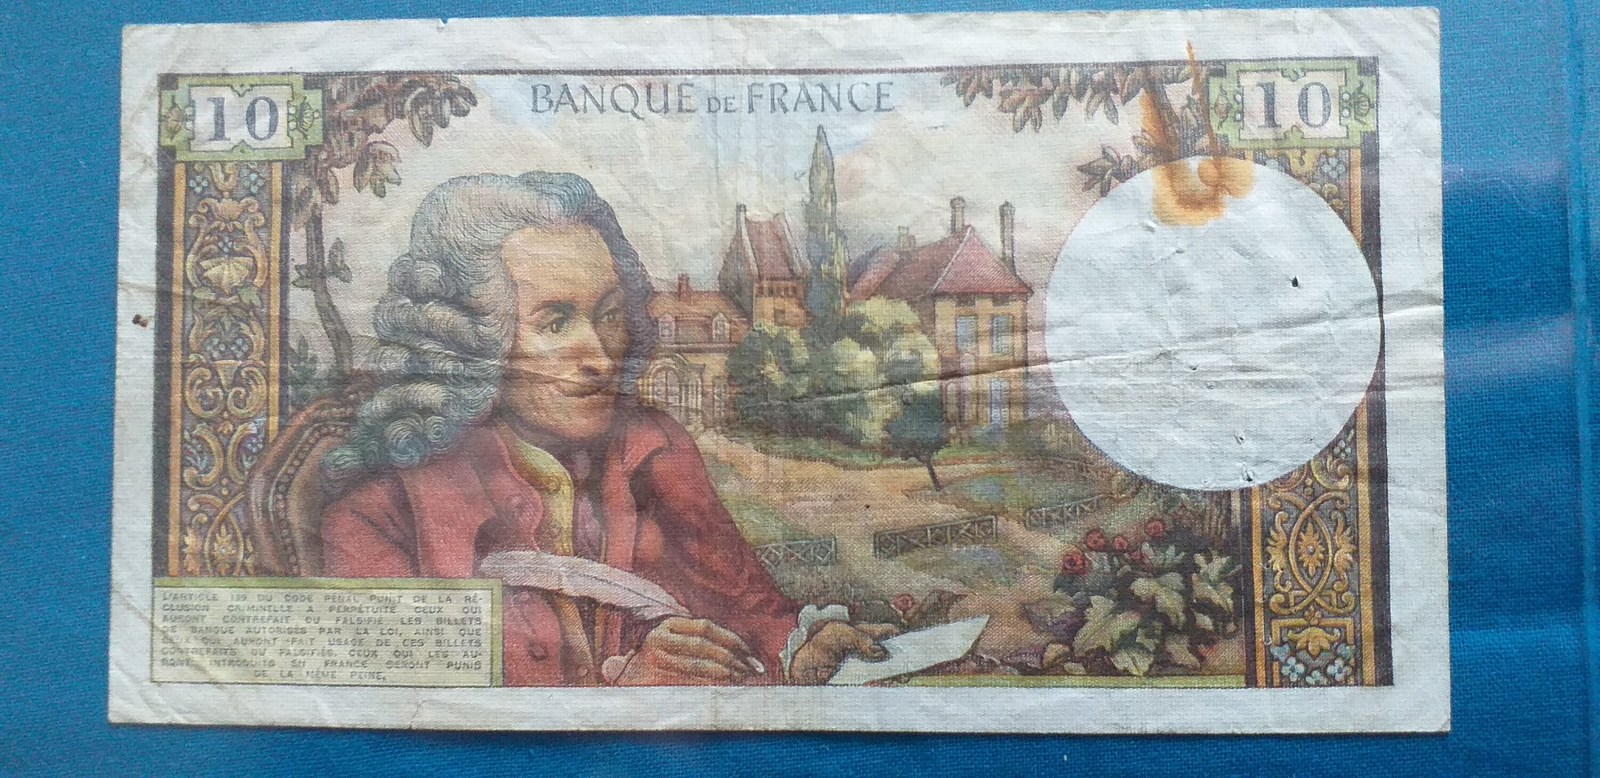 10
BANQUE DE FRANCE
10
L'ARTICLE 139 DU CODE PÉNAL PUNIT DE LA RÉ-
CLUSION CRIMINELLE A PERPÉTUITÉ CEUX QUI
AURONT CONTREFAIT OU FALSIFIÉ LES BILLETS
DE BANQUE AUTORISÉS PAR LA LOI, AINSI QUE
CEUX QUI AURONT FAIT USAGE DE CES BILLETS
CONTREFAITS OU FALSIFIÉS. CEUX QUI LES AU-
RONT INTRODUITS EN FRANCE SERONT PUNIS
DE LA MÊME PEINE.